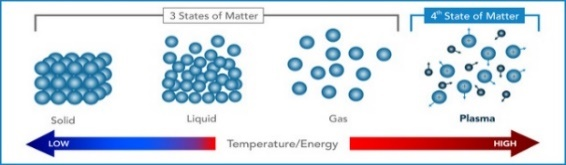 3 States of Matter
4th State of Matter
Solid
Liquid
Gas
Plasma
LOW
Temperature/Energy
HIGH